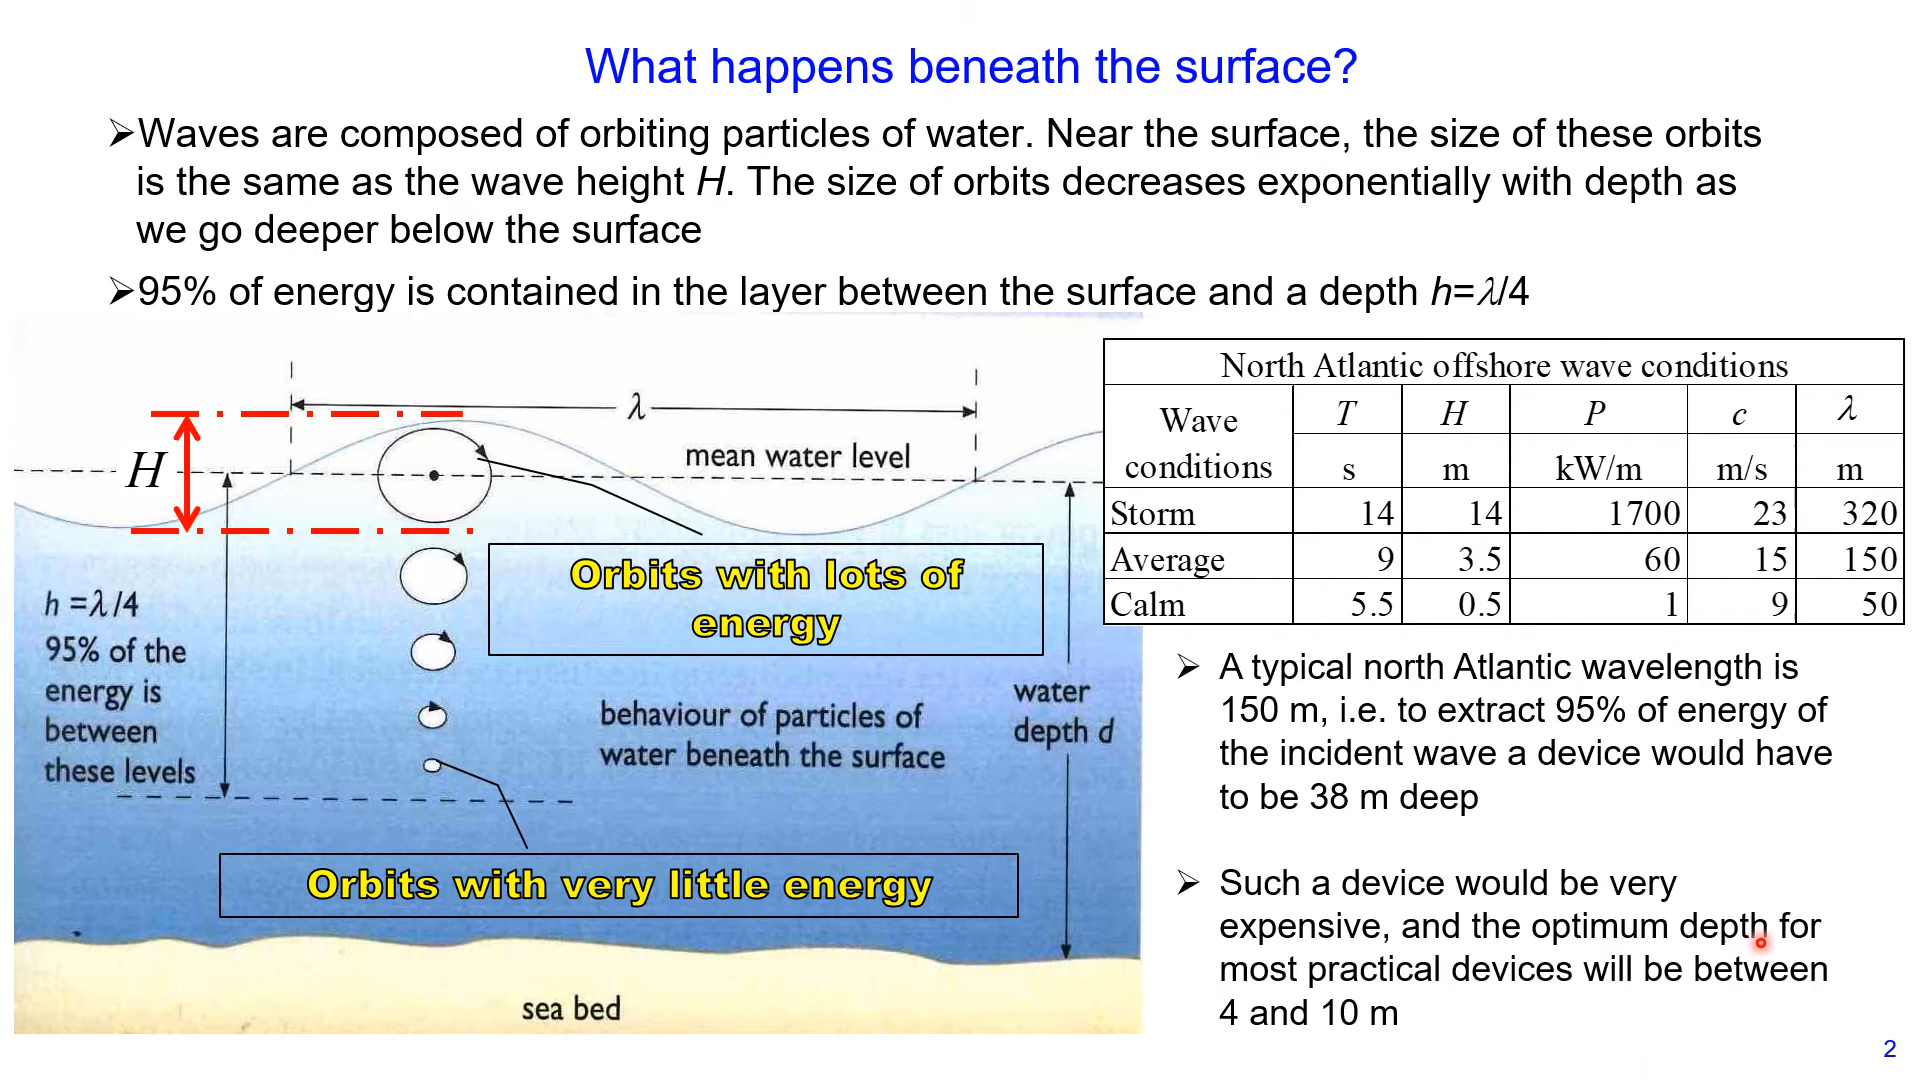 What happens beneath the surface?
➢Waves are composed of orbiting particles of water. Near the surface, the size of these orbits
is the same as the wave height H. The size of orbits decreases exponentially with depth as
we go deeper below the surface
➢95% of energy is contained in the layer between the surface and a depth h=λ/4
λ
mean water level
H
Orbits with lots of
energy
h =λ/4
95% of the
energy is
between
these levels
behaviour of particles of
water beneath the surface
water
depth d
Orbits with very little energy
sea bed
North Atlantic offshore wave conditions
Wave conditions T H P c λ
s m kW/m m/s m
Storm 14 14 1700 23 320
Average 9 3.5 60 15 150
Calm 5.5 0.5 1 9 50
➢ A typical north Atlantic wavelength is
150 m, i.e. to extract 95% of energy of
the incident wave a device would have
to be 38 m deep
➢ Such a device would be very
expensive, and the optimum depth for
most practical devices will be between
4 and 10 m
2